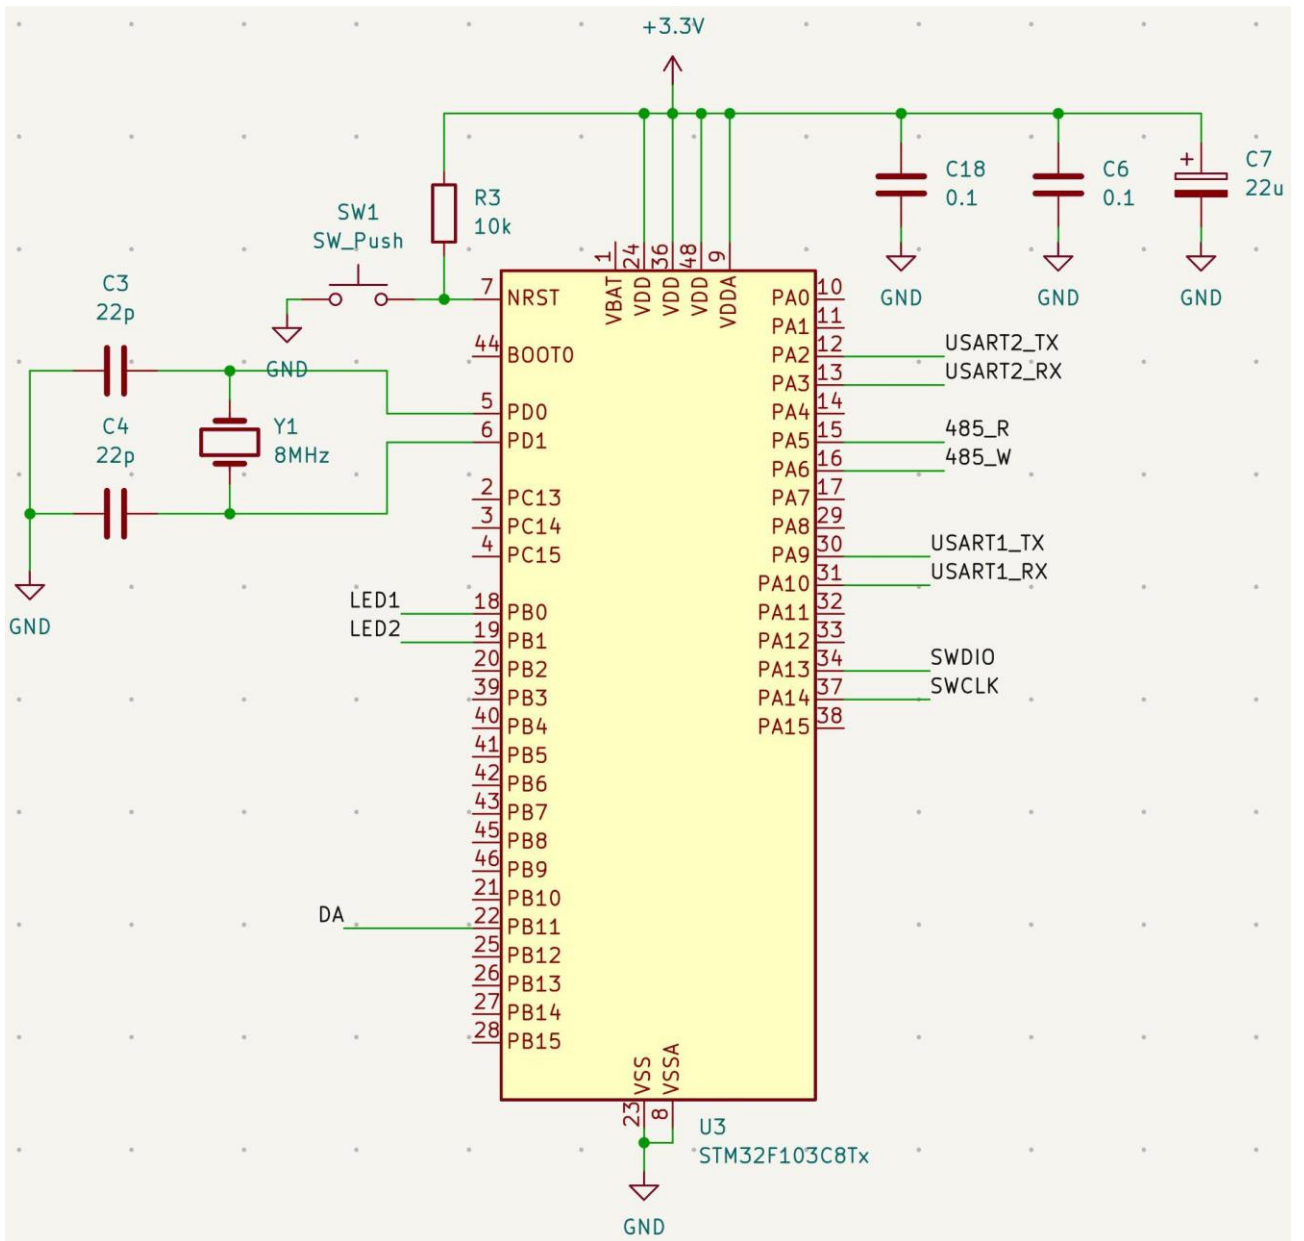 +3.3V
C18
0.1
C6
0.1
+
C7
22u
GND
GND
GND
R3
10k
SW1
SW_Push
GND
C3
22p
C4
22p
Y1
8MHz
GND
1
VBAT
24
VDD
36
VDD
48
VDD
9
VDDA
7 NRST
44 BOOT0
5 PD0
6 PD1
2 PC13
3 PC14
4 PC15
LED1 18 PB0
LED2 19 PB1
20 PB2
39 PB3
40 PB4
41 PB5
42 PB6
43 PB7
45 PB8
46 PB9
21 PB10
DA 22 PB11
25 PB12
26 PB13
27 PB14
28 PB15
PA0 10
PA1 11
PA2 12 USART2_TX
PA3 13 USART2_RX
PA4 14
PA5 15 485_R
PA6 16 485_W
PA7 17
PA8 29
PA9 30 USART1_TX
PA10 31 USART1_RX
PA11 32
PA12 33
PA13 34 SWDIO
PA14 37 SWCLK
PA15 38
VSS
23
VSSA
8
U3
STM32F103C8Tx
GND